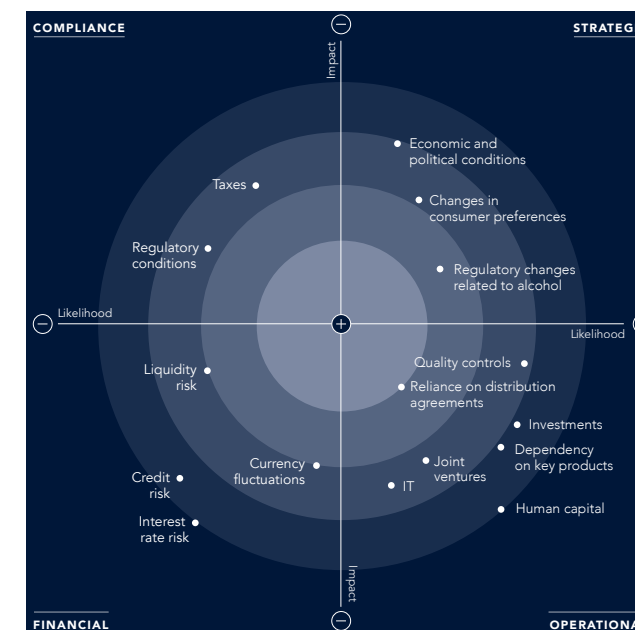 COMPLIANCE
STRATEG
Impact
Economic and
political conditions
Taxes
Changes in
consumer preferences
Regulatory
conditions
Regulatory changes
related to alcohol
Likelihood
Likelihood
Quality controls
Liquidity
risk
Reliance on distribution
agreements
Investments
Dependency
on key products
Currency
fluctuations
Joint
ventures
Credit
risk
IT
Human capital
Interest
rate risk
Impact
FINANCIAL
OPERATIONA